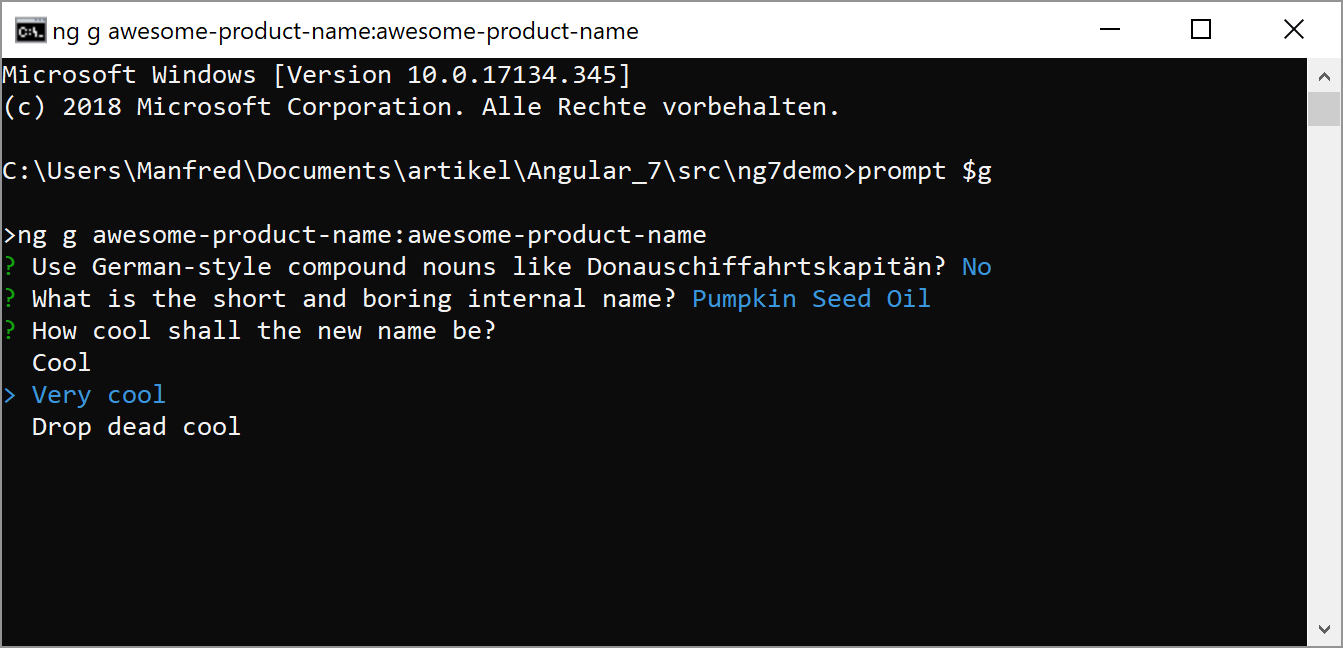 ng g awesome-product-name:awesome-product-name
Microsoft Windows [Version 10.0.17134.345]
(c) 2018 Microsoft Corporation. Alle Rechte vorbehalten.
C:\Users\Manfred\Documents\artikel\Angular_7\src\ng7demo>prompt $g
>ng g awesome-product-name:awesome-product-name
? Use German-style compound nouns like Donauschiffahrtskapitän? No
? What is the short and boring internal name? Pumpkin Seed Oil
? How cool shall the new name be?
Cool
> Very cool
Drop dead cool